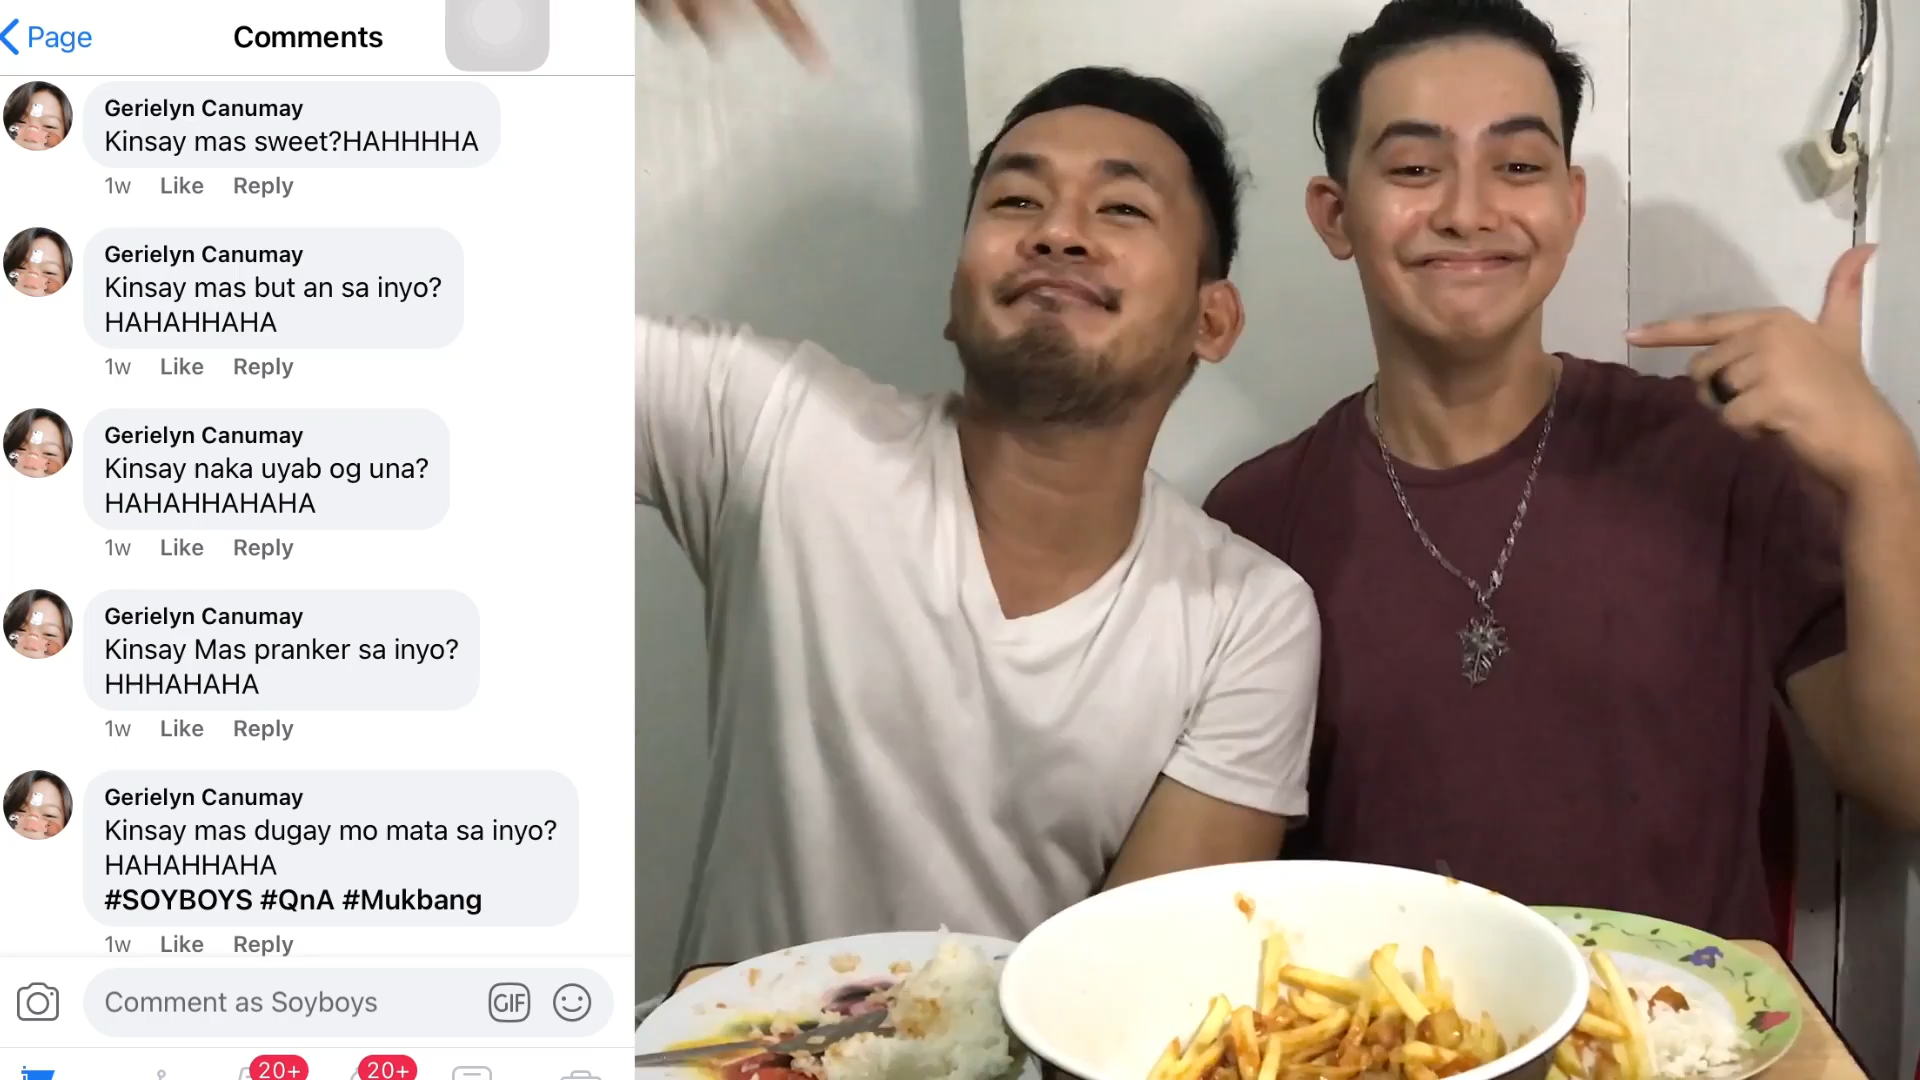 Page
Comments
Gerielyn Canumay
Kinsay mas sweet?HAHHHHA
1w Like Reply
Gerielyn Canumay
Kinsay mas but an sa inyo?
HAHAHHAHA
1w Like Reply
Gerielyn Canumay
Kinsay naka uyab og una?
HAHAHHAHAHA
1w Like Reply
Gerielyn Canumay
Kinsay Mas pranker sa inyo?
HHHAHAHA
1w Like Reply
Gerielyn Canumay
Kinsay mas dugay mo mata sa inyo?
HAHAHHAHA
#SOYBOYS #QnA #Mukbang
1w Like Reply
Comment as Soyboys
GIF
20+
20+